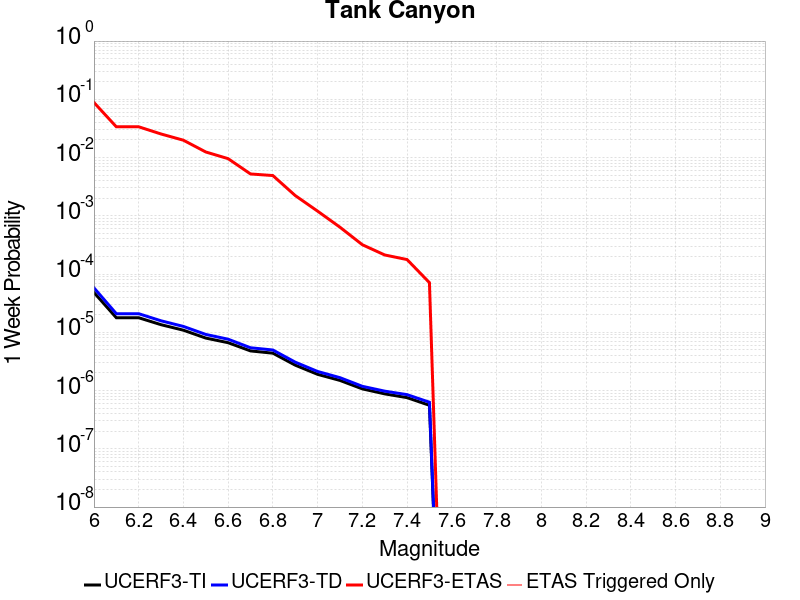 Tank Canyon
10^0
10^-1
10^-2
10^-3
10^-4
10^-5
10^-6
10^-7
10^-8
1 Week Probability
6 6.2 6.4 6.6 6.8 7 7.2 7.4 7.6 7.8 8 8.2 8.4 8.6 8.8 9
Magnitude
UCERF3-TI UCERF3-TD UCERF3-ETAS ETAS Triggered Only